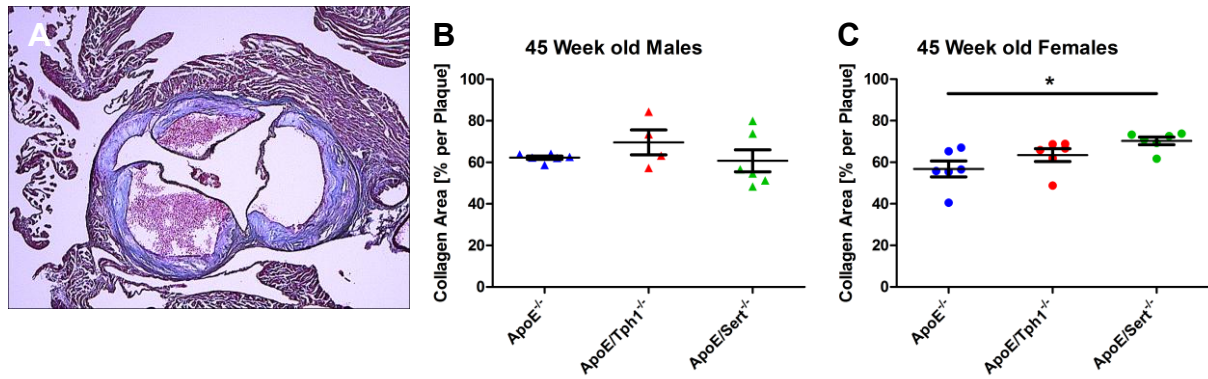 A
B
45 Week old Males
Collagen Area [% per Plaque]
100
80
60
40
20
0
ApoE-/-
ApoE/Tph1-/-
ApoE/Sert-/-
C
45 Week old Females
*
Collagen Area [% per Plaque]
100
80
60
40
20
0
ApoE-/-
ApoE/Tph1-/-
ApoE/Sert-/-